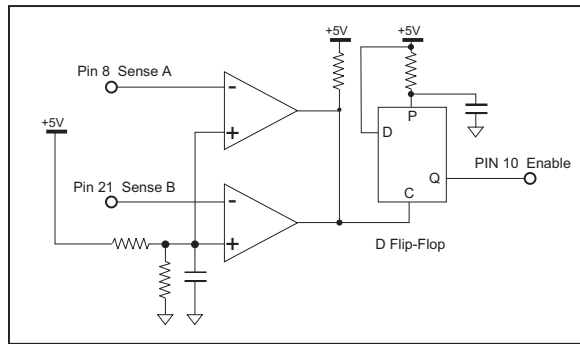 +5V
+5V
Pin 8 Sense A
-
+
+5V
D
P
Q
C
PIN 10 Enable
Pin 21 Sense B
-
+
D Flip-Flop